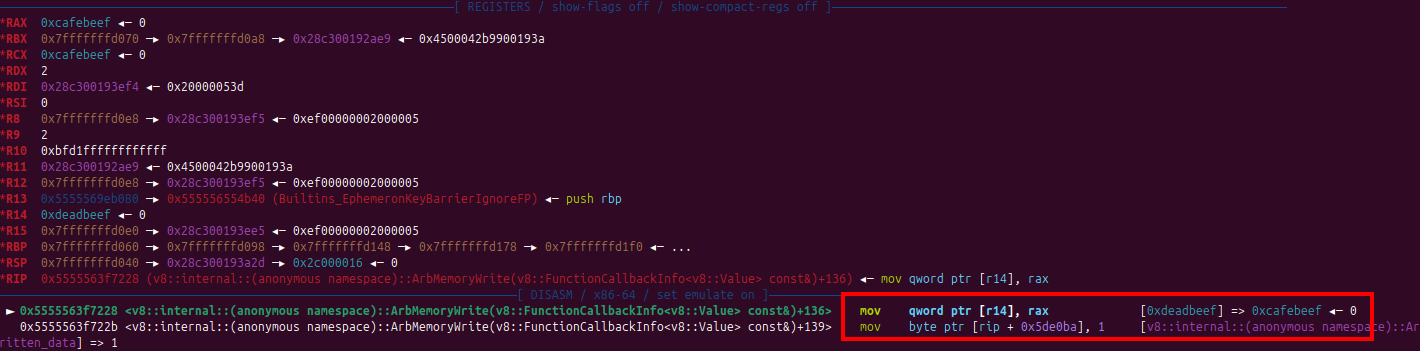 [ REGISTERS / show-flags off / show-compact-regs off ]
*RAX  0xcafebeef ◂— 0
*RBX  0x7fffffffd070 —▸ 0x7fffffffd0a8 —▸ 0x28c300192ae9 ◂— 0x4500042b9900193a
*RCX  0xcafebeef ◂— 0
*RDX  2
*RDI  0x28c300193ef4 ◂— 0x20000053d
*RSI  0
*R8   0x7fffffffd0e8 —▸ 0x28c300193ef5 ◂— 0xef00000002000005
*R9   2
*R10  0xbfd1ffffffffffff
*R11  0x28c300192ae9 ◂— 0x4500042b9900193a
*R12  0x7fffffffd0e8 —▸ 0x28c300193ef5 ◂— 0xef00000002000005
*R13  0x5555569eb080 —▸ 0x555556554b40 (Builtins_EphemeronKeyBarrierIgnoreFP) ◂— push rbp
*R14  0xdeadbeef ◂— 0
*R15  0x7fffffffd0e0 —▸ 0x28c300193ee5 ◂— 0xef00000002000005
*RBP  0x7fffffffd060 —▸ 0x7fffffffd098 —▸ 0x7fffffffd148 —▸ 0x7fffffffd178 —▸ 0x7fffffffd1f0 ◂— ...
*RSP  0x7fffffffd040 —▸ 0x28c300193a2d ◂— 0x2c000016 ◂— 0
*RIP  0x5555563f7228 (v8::internal::(anonymous namespace)::ArbMemoryWrite(v8::FunctionCallbackInfo<v8::Value> const&)+136) ◂— mov qword ptr [r14], rax
[ DISASM / x86-64 / set emulate on ]
► 0x5555563f7228 <v8::internal::(anonymous namespace)::ArbMemoryWrite(v8::FunctionCallbackInfo<v8::Value> const&)+136>    mov    qword ptr [r14], rax    [0xdeadbeef] => 0xcafebeef ◂— 0
0x5555563f722b <v8::internal::(anonymous namespace)::ArbMemoryWrite(v8::FunctionCallbackInfo<v8::Value> const&)+139>    mov    byte ptr [rip + 0x5de0ba], 1    [v8::internal::(anonymous namespace)::Ar
ritten_data] => 1